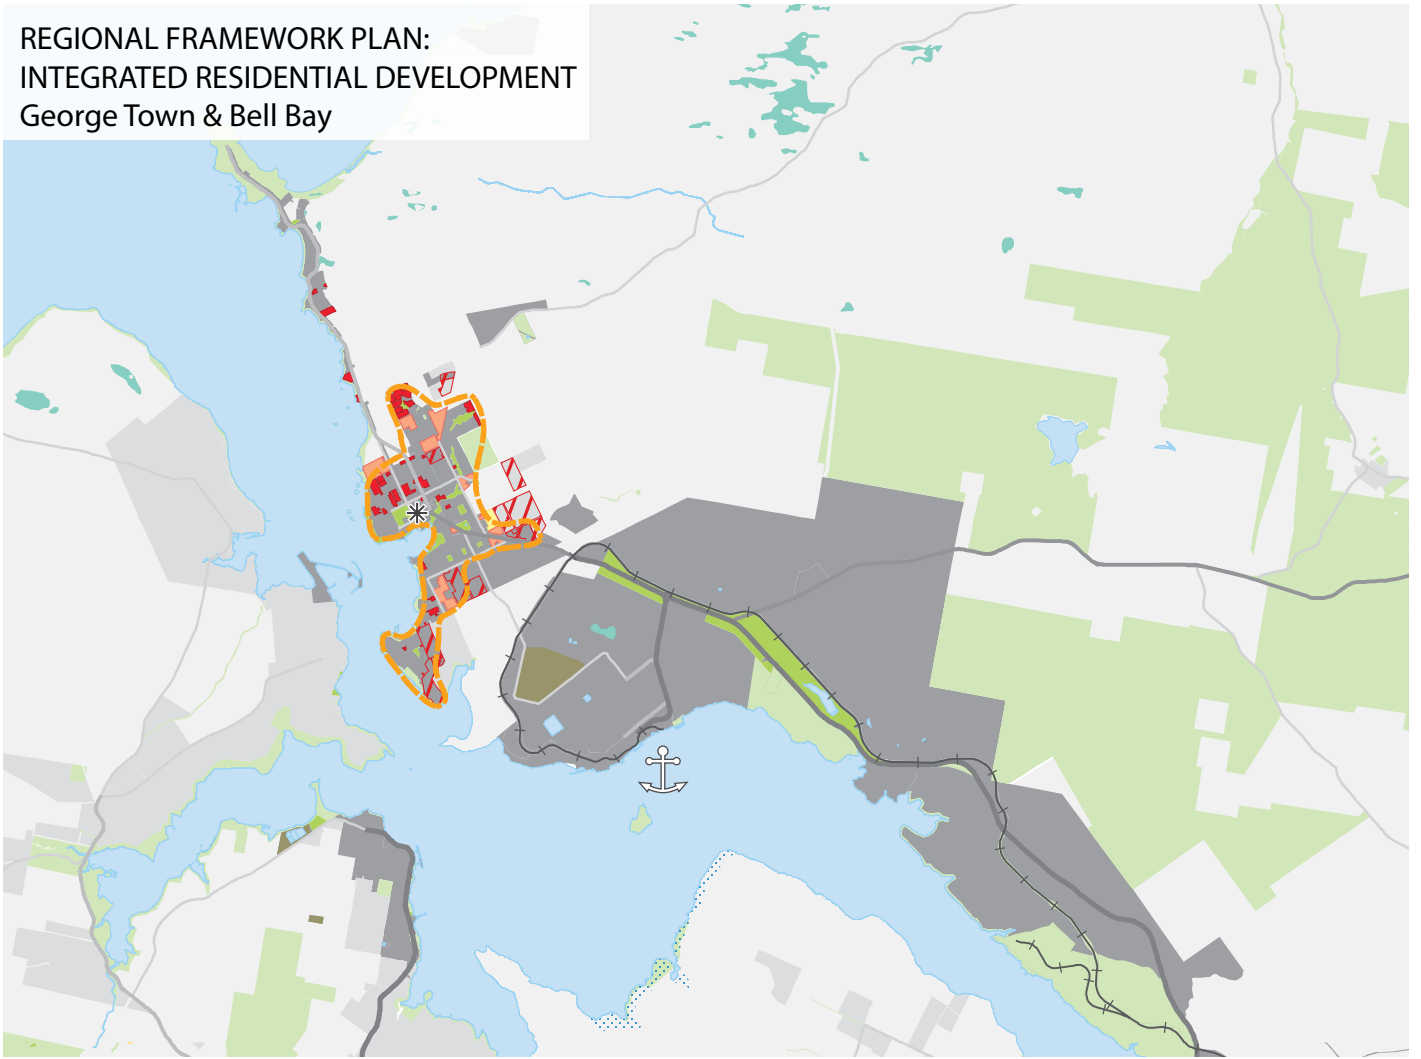 REGIONAL FRAMEWORK PLAN:
INTEGRATED RESIDENTIAL DEVELOPMENT
George Town & Bell Bay